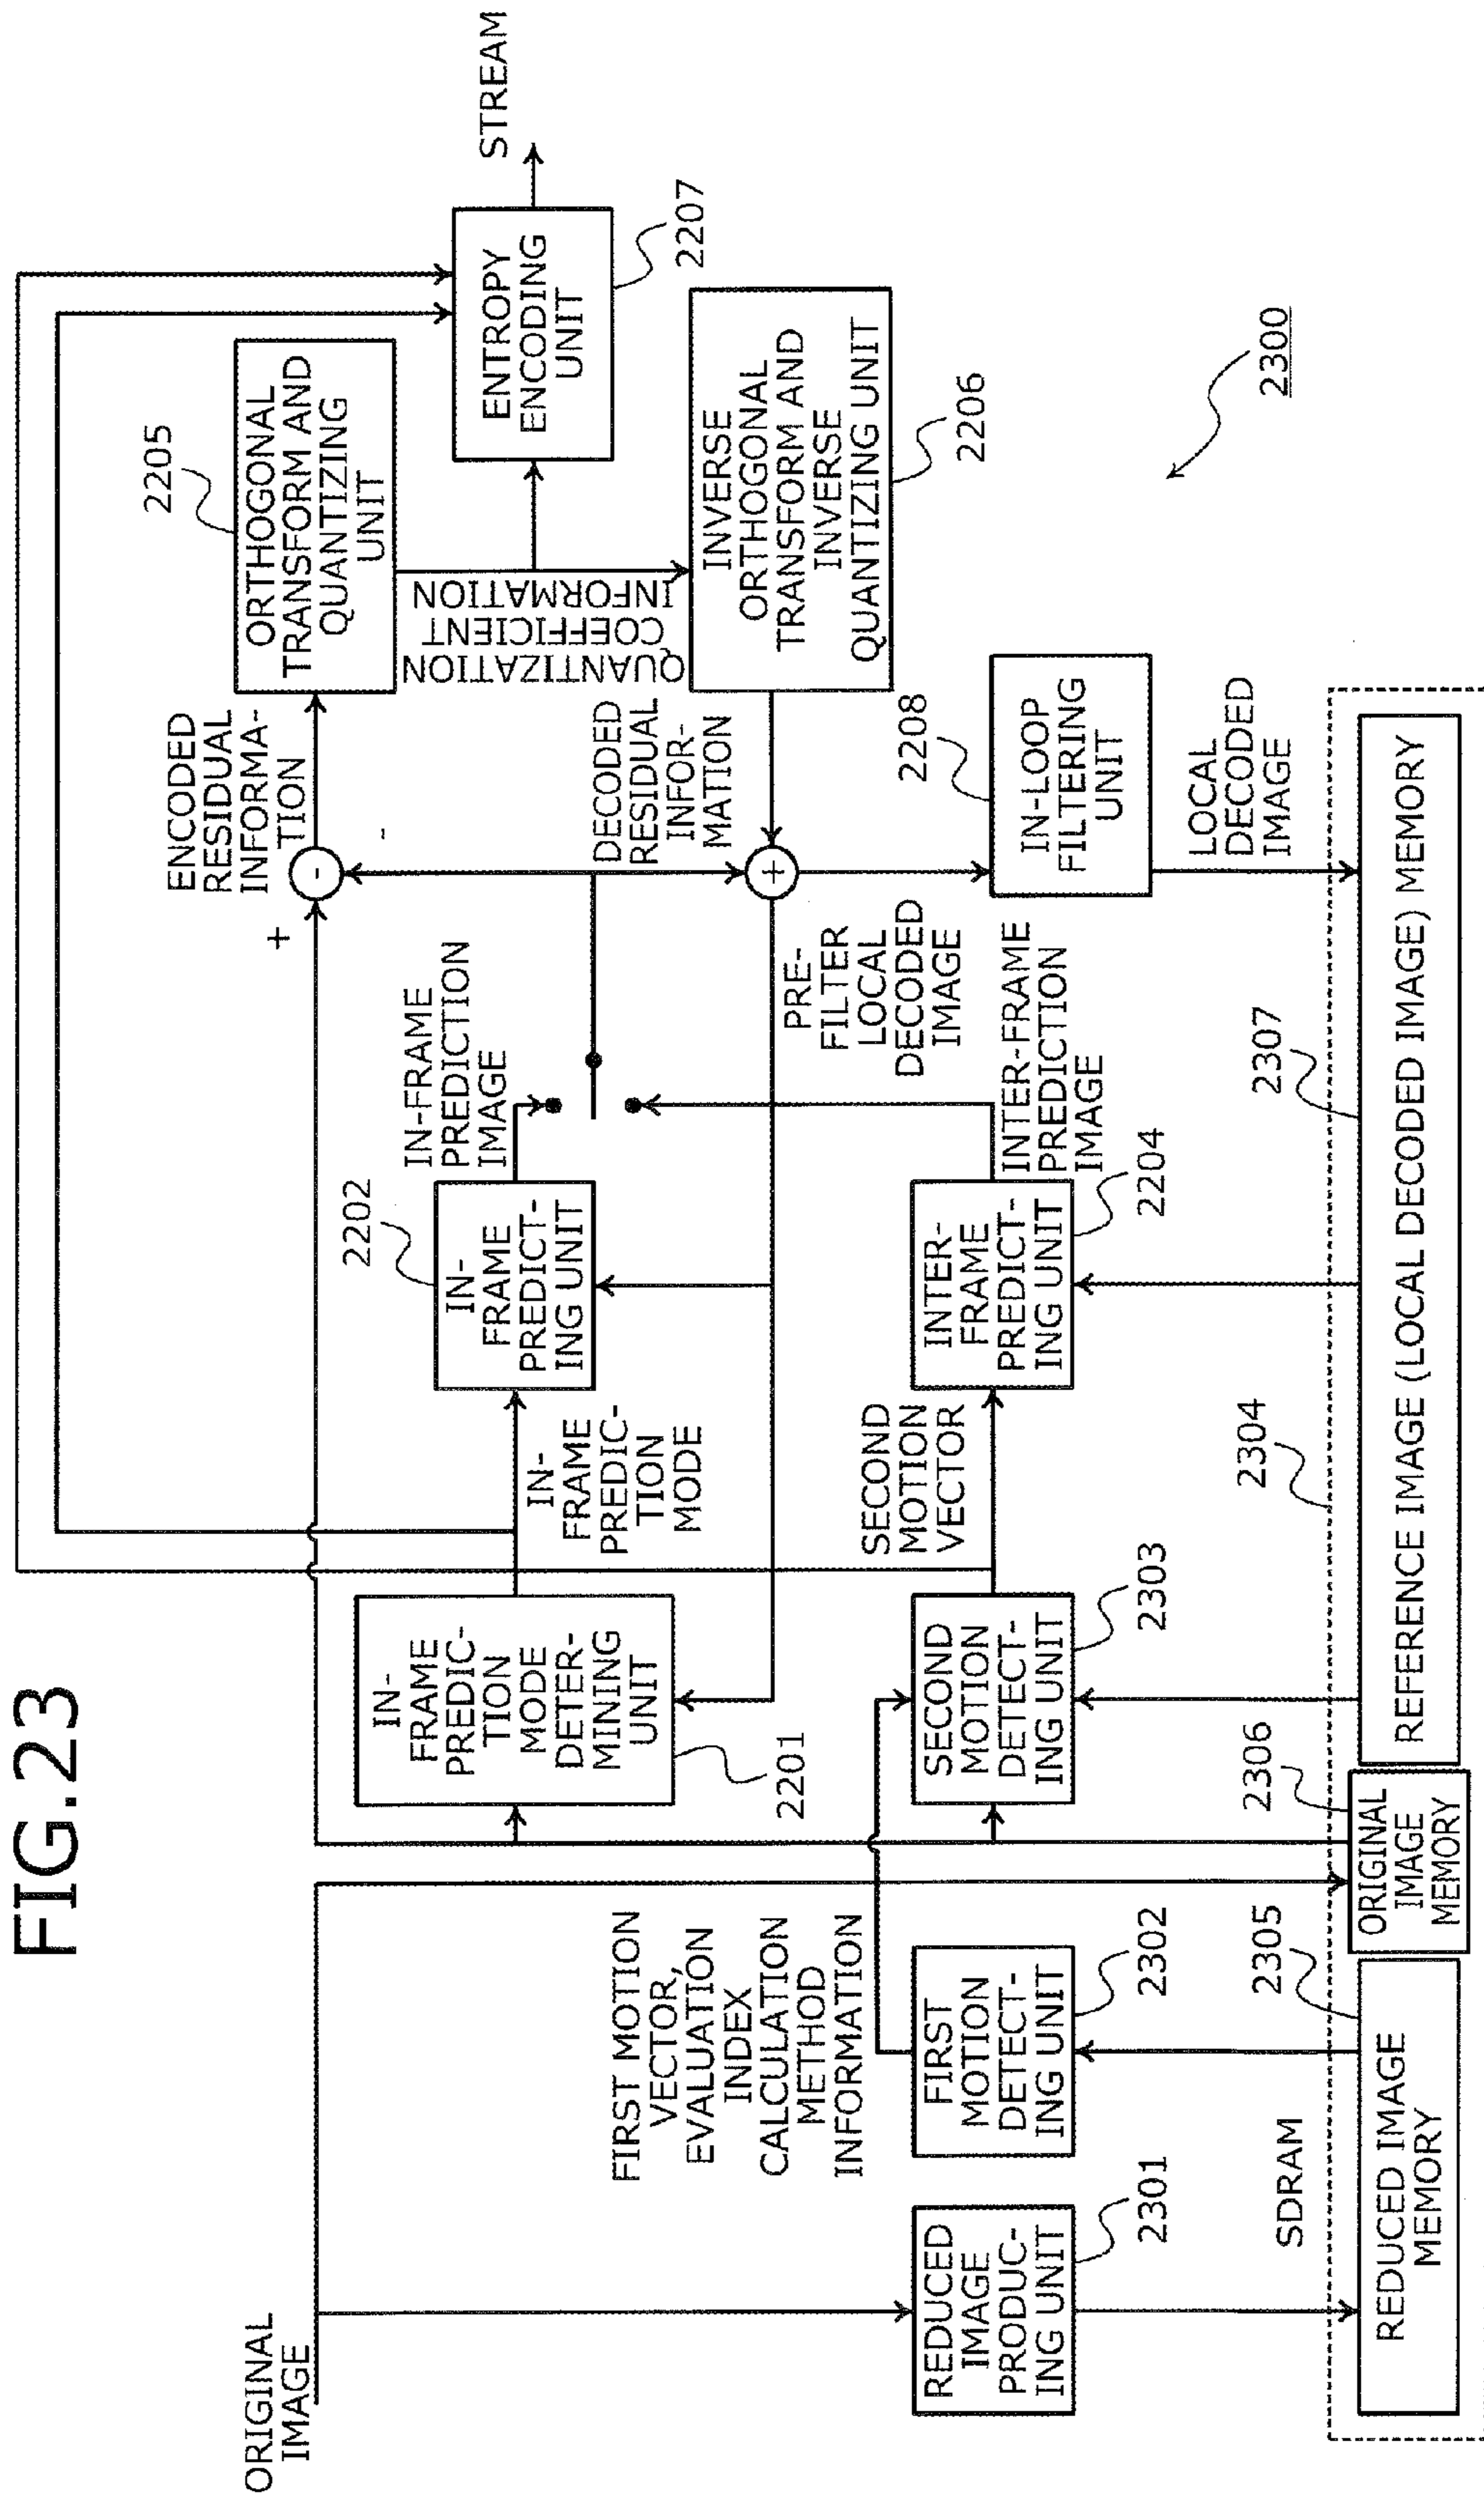 FIG.23
ORIGINAL
IMAGE
REDUCED
IMAGE
PRODUC-
ING UNIT
2301
FIRST MOTION
VECTOR,
EVALUATION
INDEX
CALCULATION
METHOD
INFORMATION
FIRST
MOTION
DETECT-
ING UNIT
2302
SDRAM
REDUCED IMAGE
MEMORY
2305
ORIGINAL
IMAGE
MEMORY
2306
IN-
FRAME
PREDIC-
TION
MODE
DETER-
MINING
UNIT
2201
SECOND
MOTION
DETECT-
ING UNIT
2303
IN-
FRAME
PREDIC-
TION
MODE
SECOND
MOTION
VECTOR
2304
2202
IN-
FRAME
PREDICT-
ING UNIT
INTER-
FRAME
PREDICT-
ING UNIT
2204
IN-FRAME
PREDICTION
IMAGE
INTER-FRAME
PREDICTION
IMAGE
2307
REFERENCE IMAGE (LOCAL DECODED IMAGE) MEMORY
+
-
-
ENCODED
RESIDUAL
INFORMA-
TION
DECODED
RESIDUAL
INFOR-
MATION
+
PRE-
FILTER
LOCAL
DECODED
IMAGE
2208
IN-LOOP
FILTERING
UNIT
LOCAL
DECODED
IMAGE
2205
ORTHOGONAL
TRANSFORM AND
QUANTIZING
UNIT
QUANTIZATION
COEFFICIENT
INFORMATION
INVERSE
ORTHOGONAL
TRANSFORM AND
INVERSE
QUANTIZING UNIT
2206
ENTROPY
ENCODING
UNIT
2207
STREAM
2300